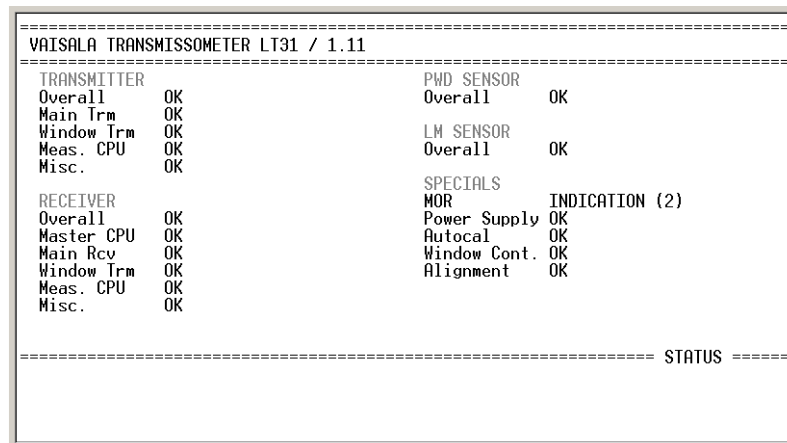 ================================================================================
VAISALA TRANSMISSOMETER LT31 / 1.11
================================================================================
TRANSMITTER
Overall OK
Main Trm OK
Window Trm OK
Meas. CPU OK
Misc. OK
RECEIVER
Overall OK
Master CPU OK
Main Rcv OK
Window Trm OK
Meas. CPU OK
Misc. OK
PWD SENSOR
Overall OK
LM SENSOR
Overall OK
SPECIALS
MOR INDICATION (2)
Power Supply OK
Autocal OK
Window Cont. OK
Alignment OK
================================================================== STATUS ======